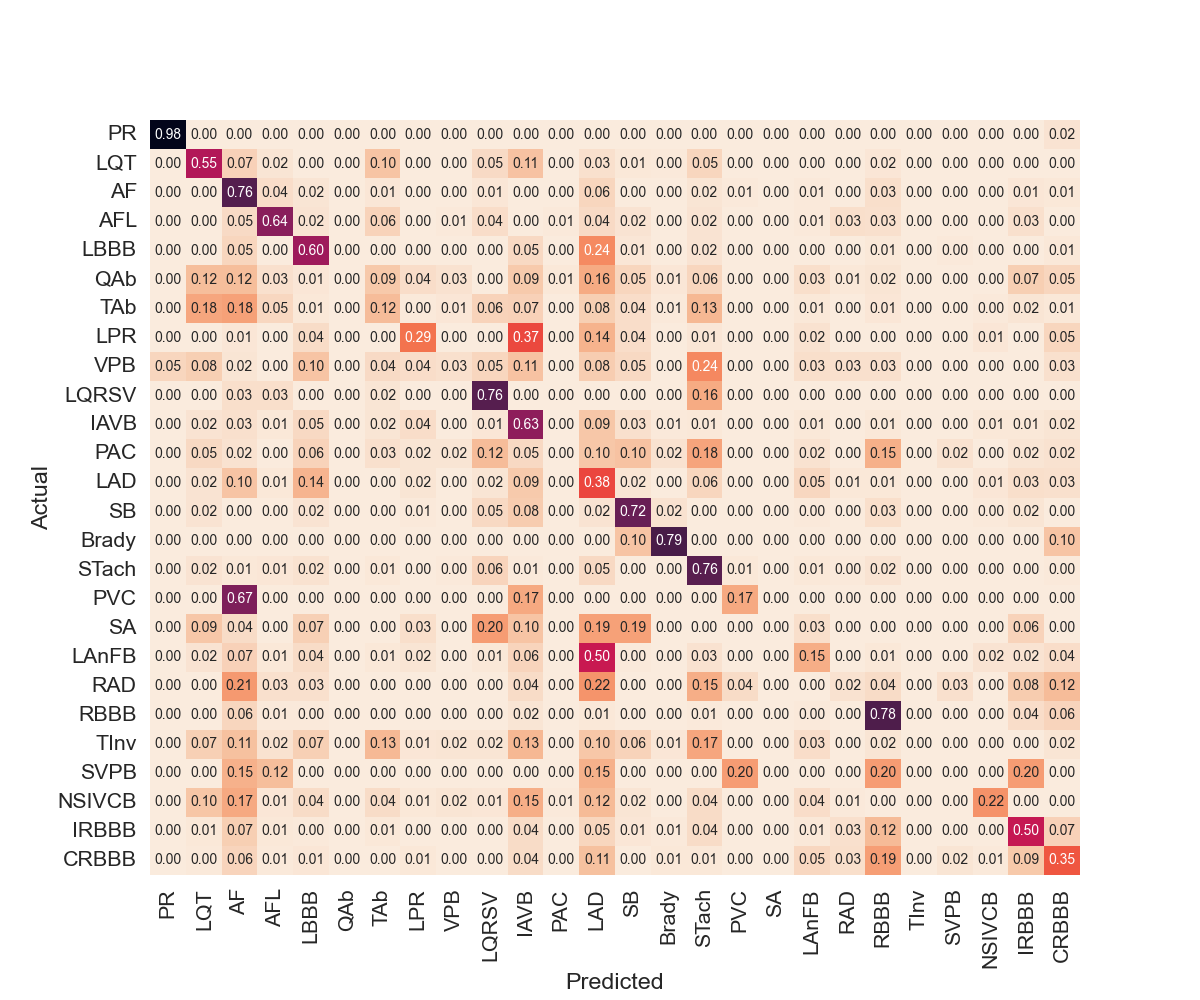 PR 0.98 0.00 0.00 0.00 0.00 0.00 0.00 0.00 0.00 0.00 0.00 0.00 0.00 0.00 0.00 0.00 0.00 0.00 0.00 0.00 0.00 0.00 0.00 0.00 0.00 0.02
LQT 0.00 0.55 0.07 0.02 0.00 0.00 0.10 0.00 0.00 0.05 0.11 0.00 0.03 0.01 0.00 0.05 0.00 0.00 0.00 0.00 0.02 0.00 0.00 0.00 0.00 0.00
AF 0.00 0.00 0.76 0.04 0.02 0.00 0.01 0.00 0.00 0.01 0.00 0.00 0.06 0.00 0.00 0.02 0.01 0.00 0.01 0.00 0.03 0.00 0.00 0.00 0.01 0.01
AFL 0.00 0.00 0.05 0.64 0.02 0.00 0.06 0.00 0.01 0.04 0.00 0.01 0.04 0.02 0.00 0.02 0.00 0.00 0.01 0.03 0.03 0.00 0.00 0.00 0.03 0.00
LBBB 0.00 0.00 0.05 0.00 0.60 0.00 0.00 0.00 0.00 0.00 0.05 0.00 0.24 0.01 0.00 0.02 0.00 0.00 0.00 0.00 0.01 0.00 0.00 0.00 0.00 0.01
QAb 0.00 0.12 0.12 0.03 0.01 0.00 0.09 0.04 0.03 0.00 0.09 0.01 0.16 0.05 0.01 0.06 0.00 0.00 0.03 0.01 0.02 0.00 0.00 0.00 0.07 0.05
TAb 0.00 0.18 0.18 0.05 0.01 0.00 0.12 0.00 0.01 0.06 0.07 0.00 0.08 0.04 0.01 0.13 0.00 0.00 0.01 0.00 0.01 0.00 0.00 0.00 0.02 0.01
LPR 0.00 0.00 0.01 0.00 0.04 0.00 0.00 0.29 0.00 0.00 0.37 0.00 0.14 0.04 0.00 0.01 0.00 0.00 0.02 0.00 0.00 0.00 0.00 0.01 0.00 0.05
VPB 0.05 0.08 0.02 0.00 0.10 0.00 0.04 0.04 0.03 0.05 0.11 0.00 0.08 0.05 0.00 0.24 0.00 0.00 0.03 0.03 0.03 0.00 0.00 0.00 0.00 0.03
LQRSV 0.00 0.00 0.03 0.03 0.00 0.00 0.02 0.00 0.00 0.76 0.00 0.00 0.00 0.00 0.00 0.16 0.00 0.00 0.00 0.00 0.00 0.00 0.00 0.00 0.00 0.00
IAVB 0.00 0.02 0.03 0.01 0.05 0.00 0.02 0.04 0.00 0.01 0.63 0.00 0.09 0.03 0.01 0.01 0.00 0.00 0.01 0.00 0.01 0.00 0.00 0.01 0.01 0.02
PAC 0.00 0.05 0.02 0.00 0.06 0.00 0.03 0.02 0.02 0.12 0.05 0.00 0.10 0.10 0.02 0.18 0.00 0.00 0.02 0.00 0.15 0.00 0.02 0.00 0.02 0.02
LAD 0.00 0.02 0.10 0.01 0.14 0.00 0.00 0.02 0.00 0.02 0.09 0.00 0.38 0.02 0.00 0.06 0.00 0.00 0.05 0.01 0.01 0.00 0.00 0.01 0.03 0.03
SB 0.00 0.02 0.00 0.00 0.02 0.00 0.00 0.01 0.00 0.05 0.08 0.00 0.02 0.72 0.02 0.00 0.00 0.00 0.00 0.00 0.03 0.00 0.00 0.00 0.02 0.00
Brady 0.00 0.00 0.00 0.00 0.00 0.00 0.00 0.00 0.00 0.00 0.00 0.00 0.00 0.10 0.79 0.00 0.00 0.00 0.00 0.00 0.00 0.00 0.00 0.00 0.00 0.10
STach 0.00 0.02 0.01 0.01 0.02 0.00 0.01 0.00 0.00 0.06 0.01 0.00 0.05 0.00 0.00 0.76 0.01 0.00 0.01 0.00 0.02 0.00 0.00 0.00 0.00 0.00
PVC 0.00 0.00 0.67 0.00 0.00 0.00 0.00 0.00 0.00 0.00 0.17 0.00 0.00 0.00 0.00 0.00 0.17 0.00 0.00 0.00 0.00 0.00 0.00 0.00 0.00 0.00
SA 0.00 0.09 0.04 0.00 0.07 0.00 0.00 0.03 0.00 0.20 0.10 0.00 0.19 0.19 0.00 0.00 0.00 0.00 0.03 0.00 0.00 0.00 0.00 0.00 0.06 0.00
LAnFB 0.00 0.02 0.07 0.01 0.04 0.00 0.01 0.02 0.00 0.01 0.06 0.00 0.50 0.00 0.00 0.03 0.00 0.00 0.15 0.00 0.01 0.00 0.00 0.02 0.02 0.04
RAD 0.00 0.00 0.21 0.03 0.03 0.00 0.00 0.00 0.00 0.00 0.04 0.00 0.22 0.00 0.00 0.15 0.04 0.00 0.00 0.02 0.04 0.00 0.03 0.00 0.08 0.12
RBBB 0.00 0.00 0.06 0.01 0.00 0.00 0.00 0.00 0.00 0.00 0.02 0.00 0.01 0.00 0.00 0.01 0.00 0.00 0.00 0.00 0.78 0.00 0.00 0.00 0.04 0.06
TInv 0.00 0.07 0.11 0.02 0.07 0.00 0.13 0.01 0.02 0.02 0.13 0.00 0.10 0.06 0.01 0.17 0.00 0.00 0.03 0.00 0.02 0.00 0.00 0.00 0.00 0.02
SVPB 0.00 0.00 0.15 0.12 0.00 0.00 0.00 0.00 0.00 0.00 0.00 0.00 0.15 0.00 0.00 0.00 0.20 0.00 0.00 0.00 0.20 0.00 0.00 0.00 0.20 0.00
NSIVCB 0.00 0.10 0.17 0.01 0.04 0.00 0.04 0.01 0.02 0.01 0.15 0.01 0.12 0.02 0.00 0.04 0.00 0.00 0.04 0.01 0.00 0.00 0.00 0.22 0.00 0.00
IRBBB 0.00 0.01 0.07 0.01 0.00 0.00 0.01 0.00 0.00 0.00 0.04 0.00 0.05 0.01 0.01 0.04 0.00 0.00 0.01 0.03 0.12 0.00 0.00 0.00 0.50 0.07
CRBBB 0.00 0.00 0.06 0.01 0.01 0.00 0.00 0.01 0.00 0.00 0.04 0.00 0.11 0.00 0.01 0.01 0.00 0.00 0.05 0.03 0.19 0.00 0.02 0.01 0.09 0.35
Actual
PR LQT AF AFL LBBB QAb TAb LPR VPB LQRSV IAVB PAC LAD SB Brady STach PVC SA LAnFB RAD RBBB TInv SVPB NSIVCB IRBBB CRBBB
Predicted